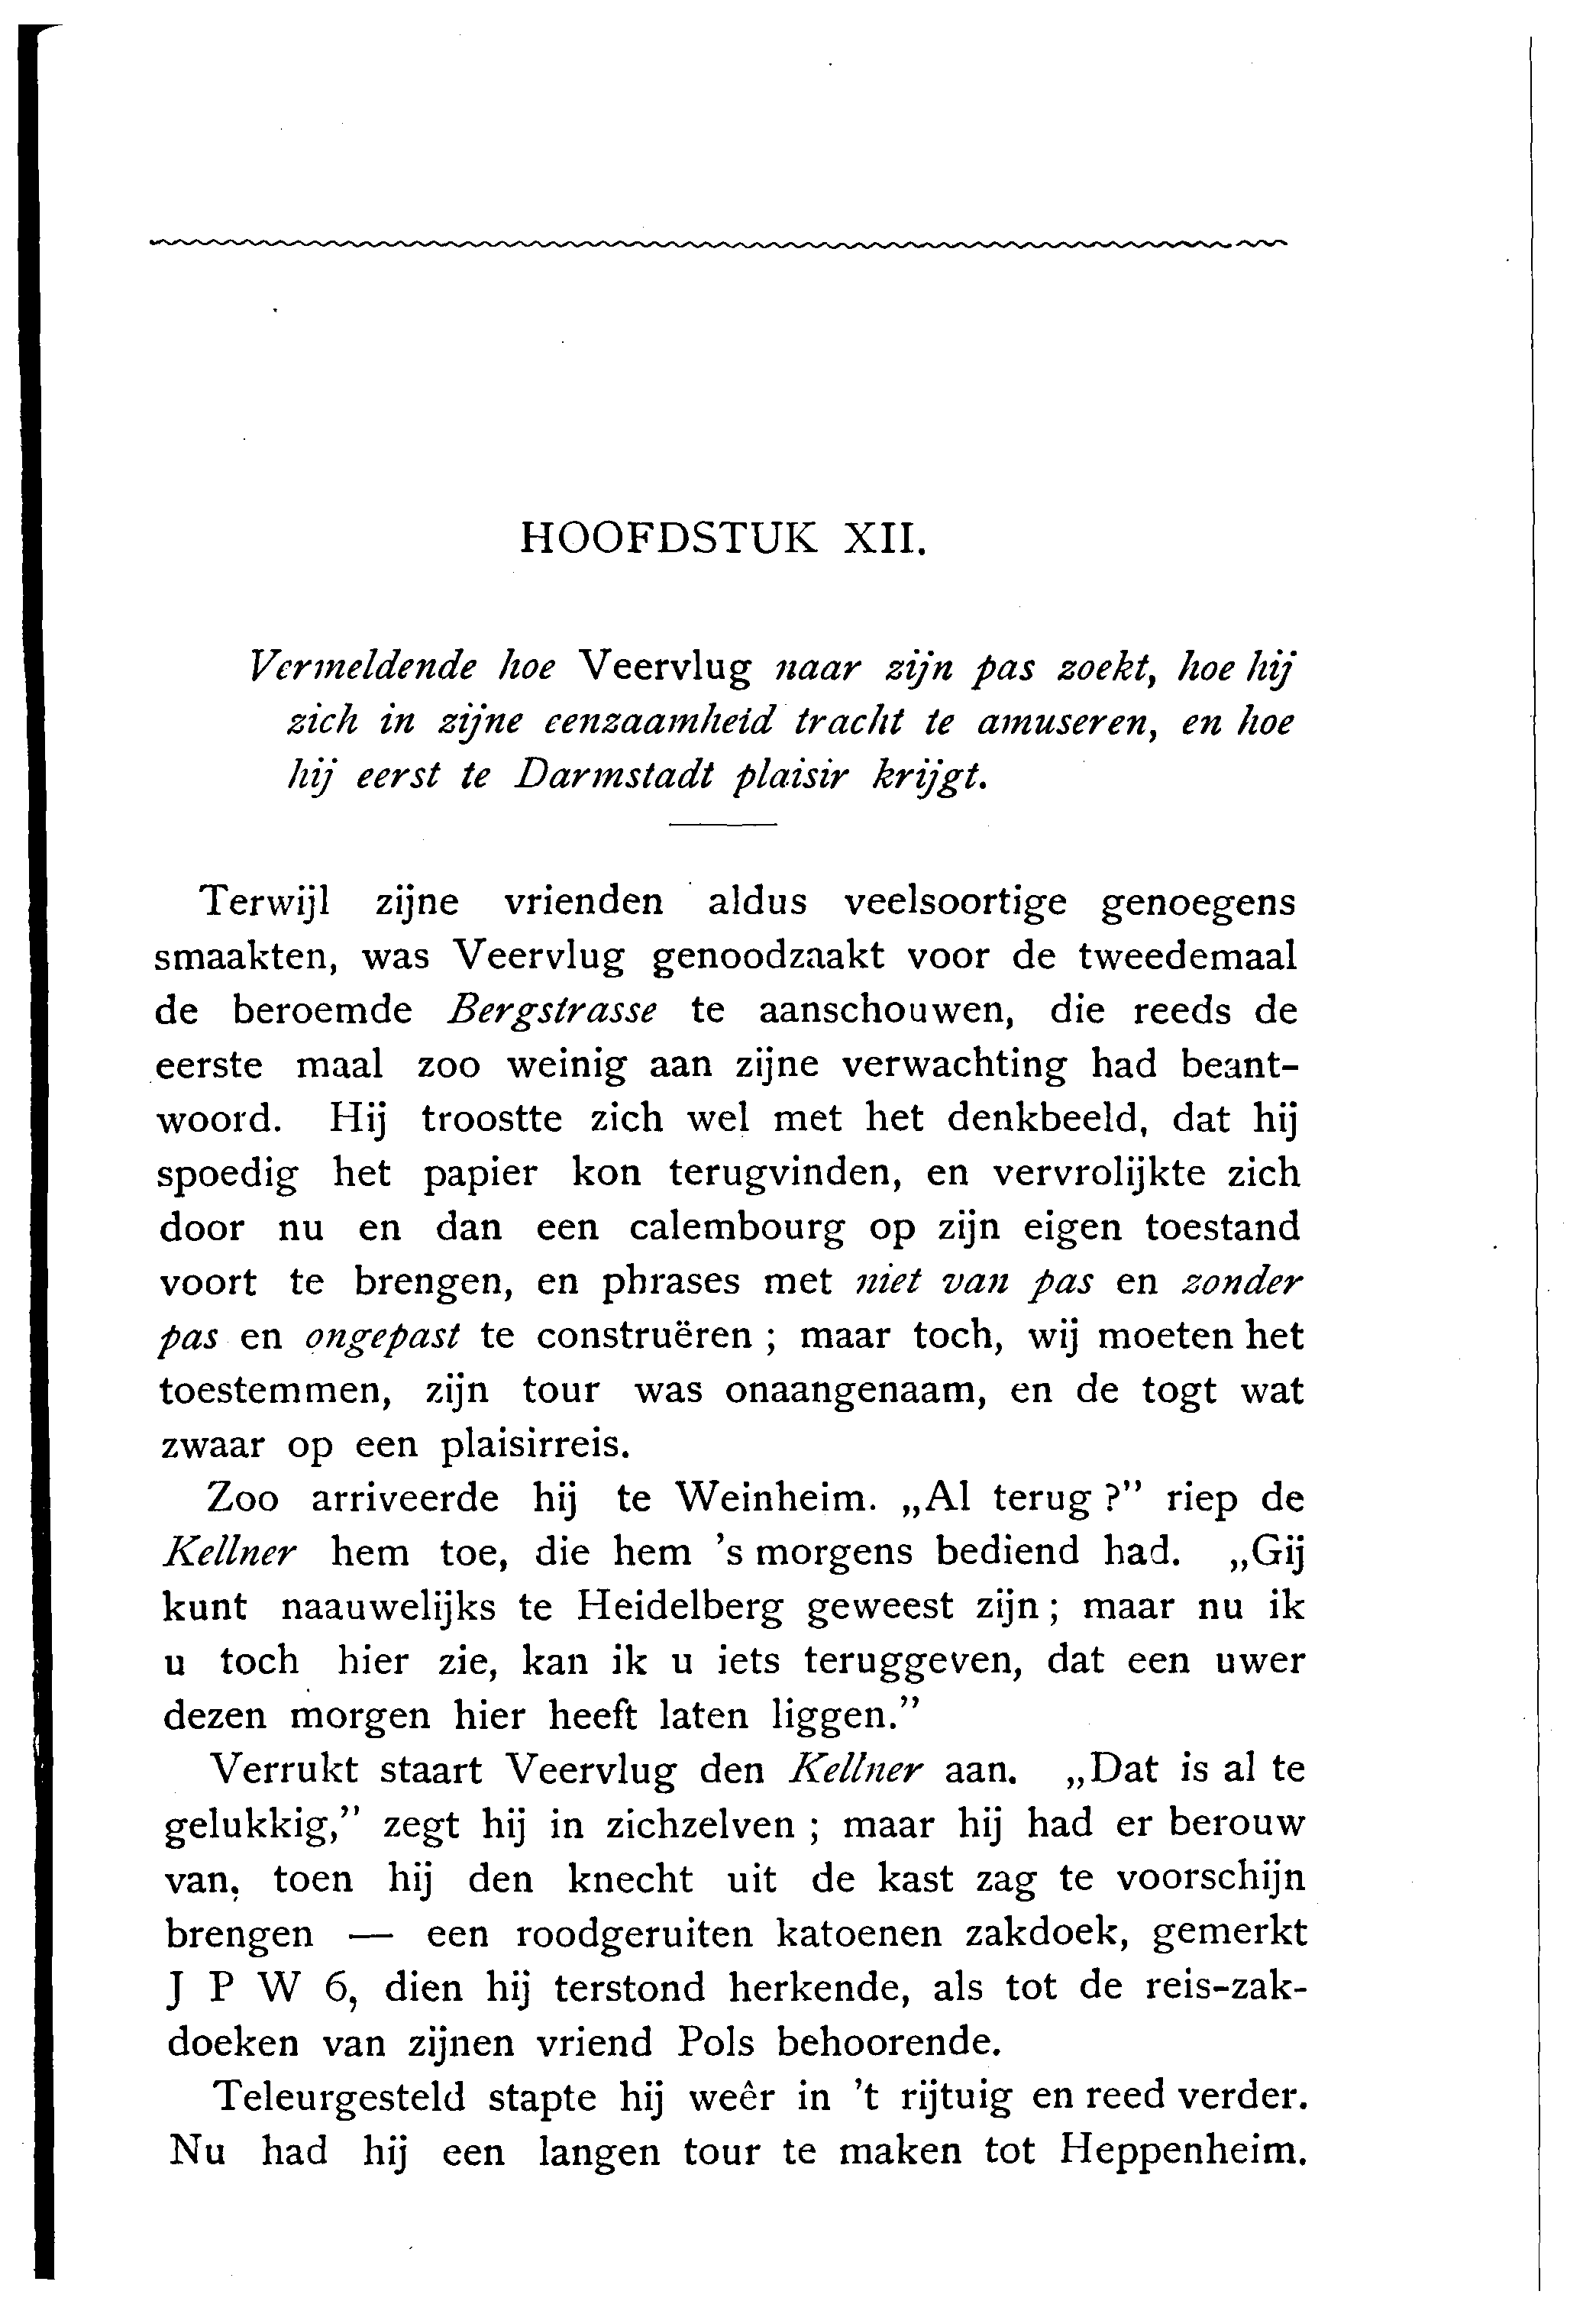 HOOFDSTUK XII.
Vermeldende hoe Veervlug naar zijn pas zoekt, hoe hij
zich in zijne eenzaamheid tracht te amuseren, en hoe
hij eerst te Darmstadt plaisir krijgt.
Terwijl zijne vrienden aldus veelsoortige genoegens
smaakten, was Veervlug genoodzaakt voor de tweedemaal
de beroemde Bergstrasse te aanschouwen, die reeds de
eerste maal zoo weinig aan zijne verwachting had beant-
woord. Hij troostte zich wel met het denkbeeld, dat hij
spoedig het papier kon terugvinden, en vervrolijkte zich
door nu en dan een calembourg op zijn eigen toestand
voort te brengen, en phrases met niet van pas en zonder
pas en ongepast te construëren ; maar toch, wij moeten het
toestemmen, zijn tour was onaangenaam, en de togt wat
zwaar op een plaisirreis.
Zoo arriveerde hij te Weinheim. „Al terug ?” riep de
Kellner hem toe, die hem ’s morgens bediend had. „Gij
kunt naauwelijks te Heidelberg geweest zijn ; maar nu ik
u toch hier zie, kan ik u iets teruggeven, dat een uwer
dezen morgen hier heeft laten liggen.”
Verrukt staart Veervlug den Kellner aan. „Dat is al te
gelukkig,” zegt hij in zichzelven ; maar hij had er berouw
van, toen hij den knecht uit de kast zag te voorschijn
brengen — een roodgeruiten katoenen zakdoek, gemerkt
J P W 6, dien hij terstond herkende, als tot de reis-zak-
doeken van zijnen vriend Pols behoorende.
Teleurgesteld stapte hij weêr in ’t rijtuig en reed verder.
Nu had hij een langen tour te maken tot Heppenheim.